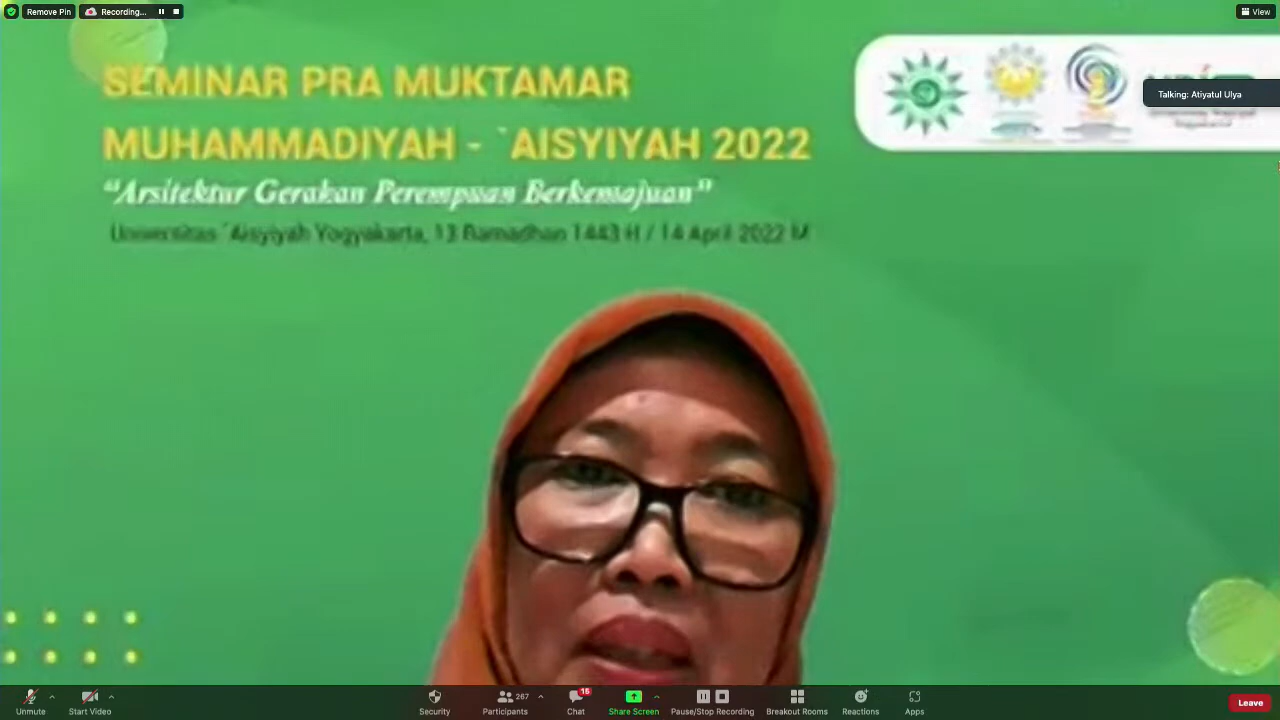 Remove Pin
Recording...
View
SEMINAR PRA MUKTAMAR
MUHAMMADIYAH - `AISYIYAH 2022
Talking: Atiyatul Ulya
"Arsitektur Gerakan Perempuan Berkemajuan"
Universitas `Aisyiyah Yogyakarta, 13 Ramadhan 1443 H / 14 April 2022 M
Unmute
Start Video
Security
Participants
267
Chat
15
Share Screen
Pause/Stop Recording
Breakout Rooms
Reactions
Apps
Leave